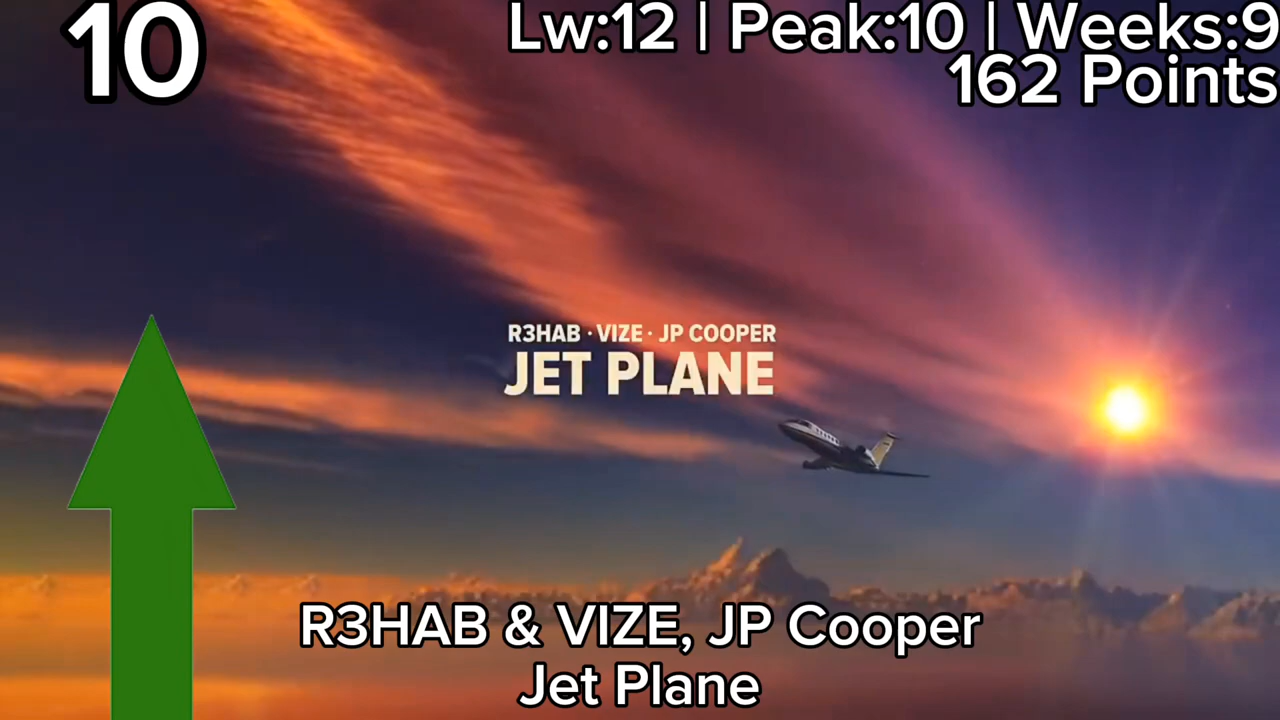 10
Lw:12 | Peak:10 | Weeks:9
162 Points
R3HAB · VIZE · JP COOPER
JET PLANE
R3HAB & VIZE, JP Cooper
Jet Plane